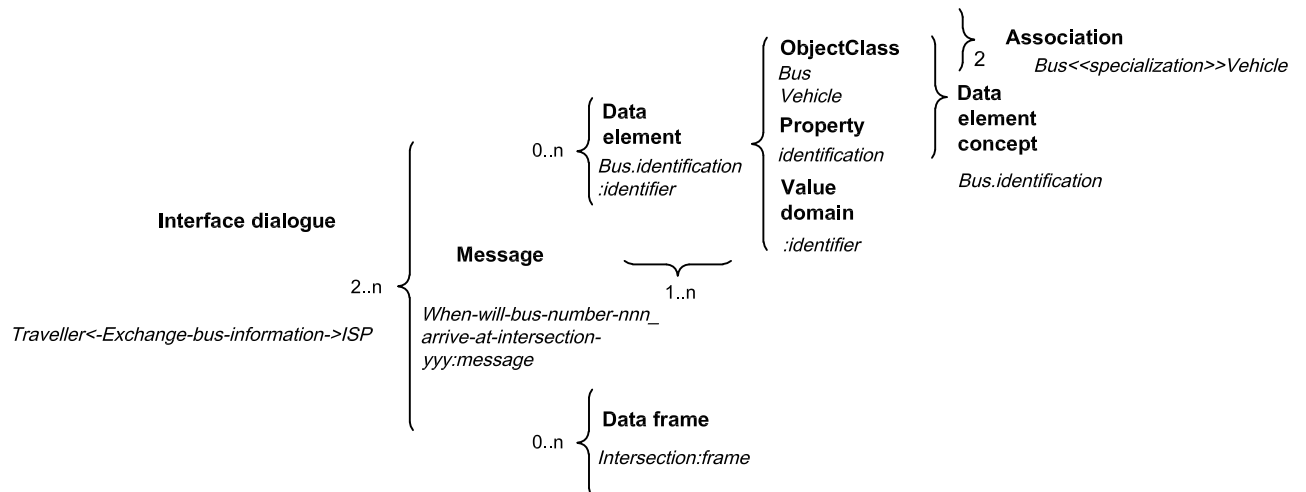 Interface dialogue
Traveller<-Exchange-bus-information->ISP
2..n
Message
When-will-bus-number-nnn_
arrive-at-intersection-
yyy:message
0..n
Data
element
Bus.identification
:identifier
1..n
0..n
Data frame
Intersection:frame
ObjectClass
Bus
Vehicle
Property
identification
Value
domain
:identifier
2
Association
Bus<<specialization>>Vehicle
Data
element
concept
Bus.identification